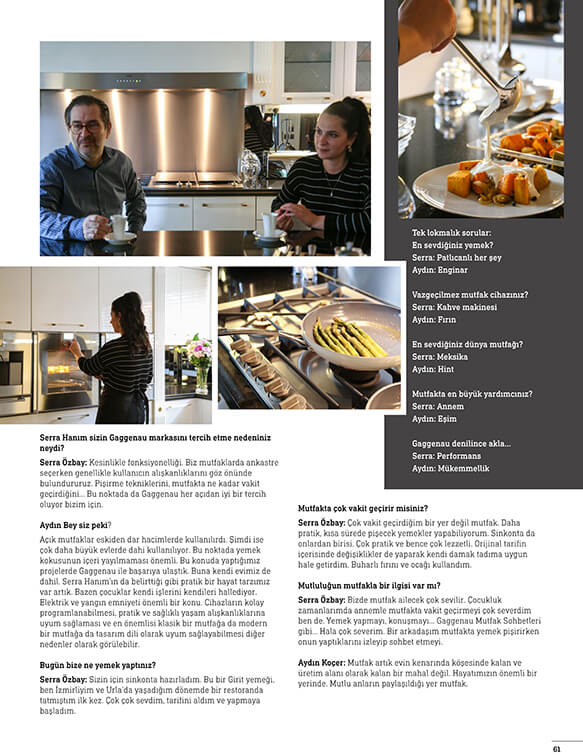 Tek lokmalık sorular:
En sevdiğiniz yemek?
Serra: Patlıcanlı her şey
Aydın: Enginar
Vazgeçilmez mutfak cihazınız?
Serra: Kahve makinesi
Aydın: Fırın
En sevdiğiniz dünya mutfağı?
Serra: Meksika
Aydın: Hint
Mutfakta en büyük yardımcınız?
Serra: Annem
Aydın: Eşim
Gaggenau denilince akla...
Serra: Performans
Aydın: Mükemmellik
Serra Hanım sizin Gaggenau markasını tercih etme nedeniniz
neydi?
Serra Özbay: Kesinlikle fonksiyonelliği. Biz mutfaklarda ankastre
seçerken genellikle kullanıcın alışkanlıklarını göz önünde
bulundururuz. Pişirme tekniklerini, mutfakta ne kadar vakit
geçirdiğini... Bu noktada da Gaggenau her açıdan iyi bir tercih
oluyor bizim için.
Aydın Bey siz peki?
Açık mutfaklar eskiden dar hacimlerde kullanılırdı. Şimdi ise
çok daha büyük evlerde dahi kullanılıyor. Bu noktada yemek
kokusunun içeri yayılmaması önemli. Bu konuda yaptığımız
projelerde Gaggenau ile başarıya ulaştık. Buna kendi evimiz de
dahil. Serra Hanım'ın da belirttiği gibi pratik bir hayat tarzımız
var artık. Bazen çocuklar kendi işlerini kendileri hallediyor.
Elektrik ve yangın emniyeti önemli bir konu. Cihazların kolay
programlanabilmesi, pratik ve sağlıklı yaşam alışkanlıklarına
uyum sağlaması ve en önemlisi klasik bir mutfağa da modern
bir mutfağa da tasarım dili olarak uyum sağlayabilmesi diğer
nedenler olarak görülebilir.
Bugün bize ne yemek yaptınız?
Serra Özbay: Sizin için sinkonta hazırladım. Bu bir Girit yemeği,
ben İzmirliyim ve Urla'da yaşadığım dönemde bir restoranda
tatmıştım ilk kez. Çok çok sevdim, tarifini aldım ve yapmaya
başladım.
Mutfakta çok vakit geçirir misiniz?
Serra Özbay: Çok vakit geçirdiğim bir yer değil mutfak. Daha
pratik, kısa sürede pişecek yemekler yapabiliyorum. Sinkonta da
onlardan birisi. Çok pratik ve bence çok lezzetli. Orijinal tarifin
içerisinde değişiklikler de yaparak kendi damak tadıma uygun
hale getirdim. Buharlı fırını ve ocağı kullandım.
Mutluluğun mutfakla bir ilgisi var mı?
Serra Özbay: Bizde mutfak ailecek çok sevilir. Çocukluk
zamanlarımda annemle mutfakta vakit geçirmeyi çok severdim
ben de. Yemek yapmayı, konuşmayı... Gaggenau Mutfak Sohbetleri
gibi... Hala çok severim. Bir arkadaşım mutfakta yemek pişirirken
onun yaptıklarını izleyip sohbet etmeyi.
Aydın Koçer: Mutfak artık evin kenarında köşesinde kalan ve
üretim alanı olarak kalan bir mahal değil. Hayatımızın önemli bir
yerinde. Mutlu anların paylaşıldığı yer mutfak.
61